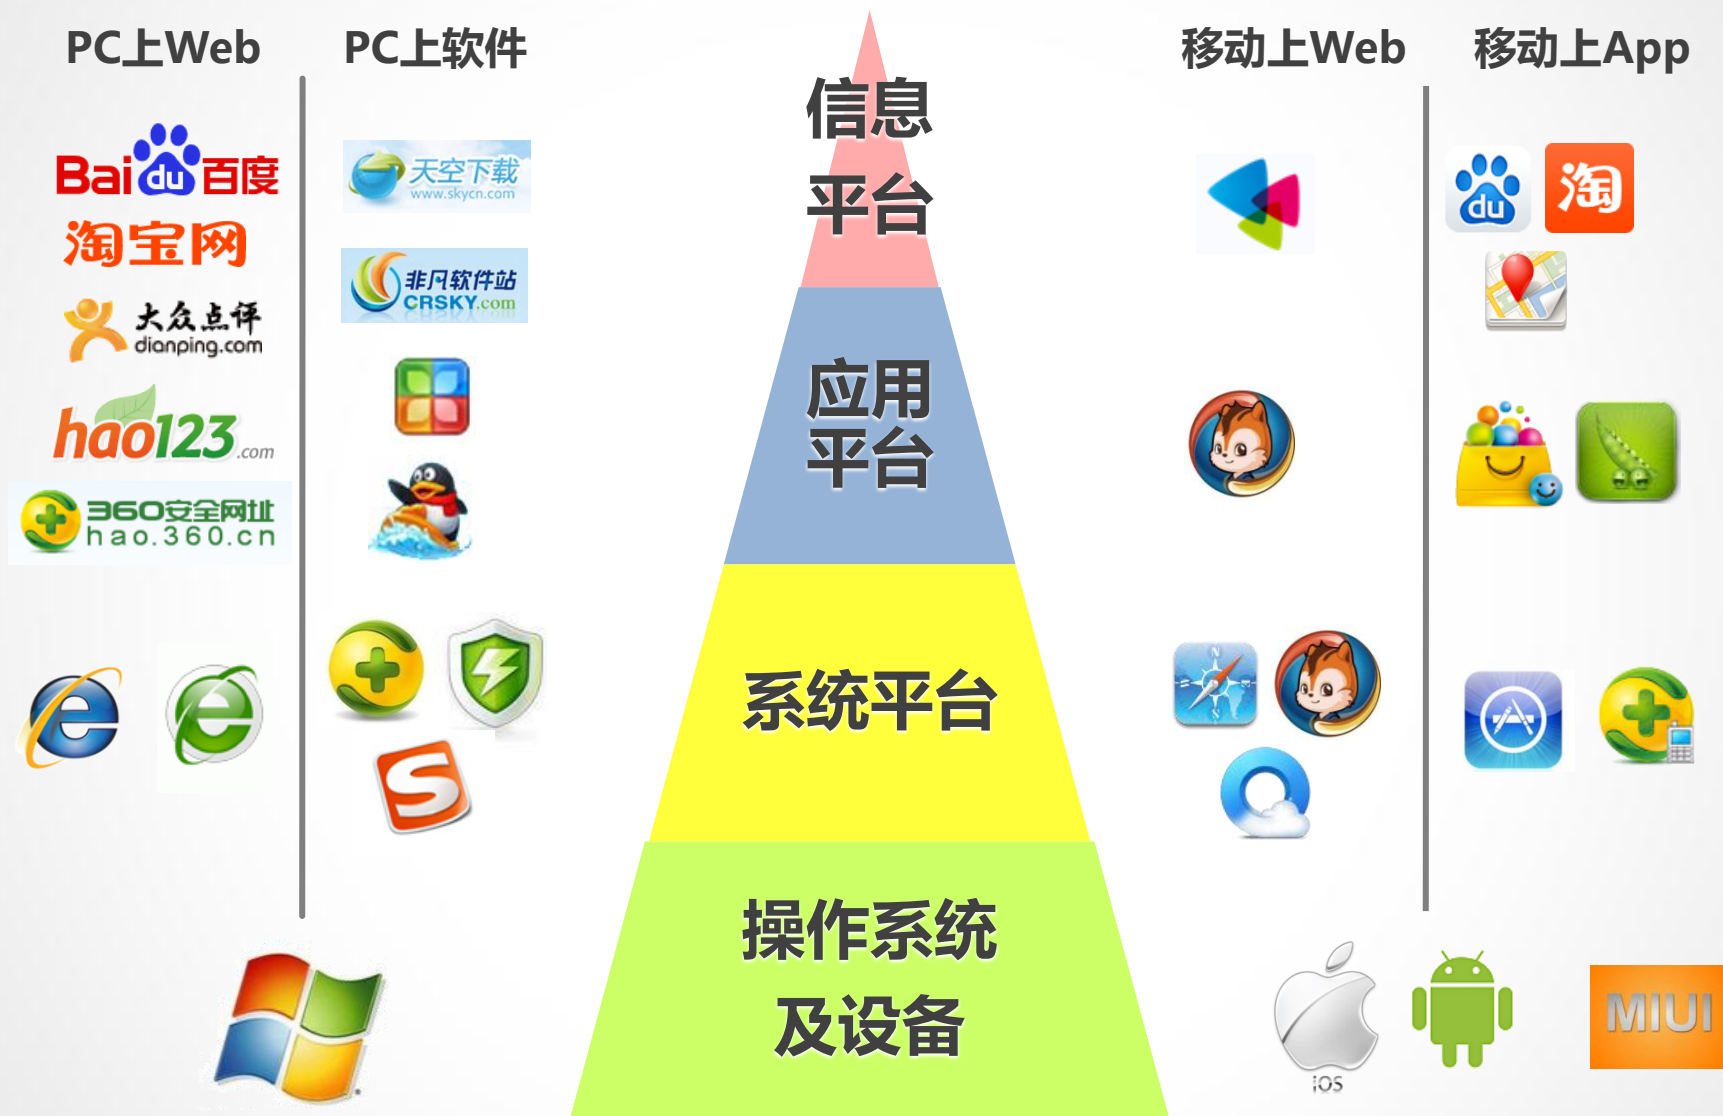 PC上Web
PC上软件
移动上Web
移动上App
Bai du 百度
淘宝网
大众点评
dianping.com
hao123.com
360安全网址
hao.360.cn
天空下载
www.skycn.com
非凡软件站
CRSKY.com
信息
平台
应用
平台
系统平台
操作系统
及设备
du
淘
N
S
iOS
MIUI